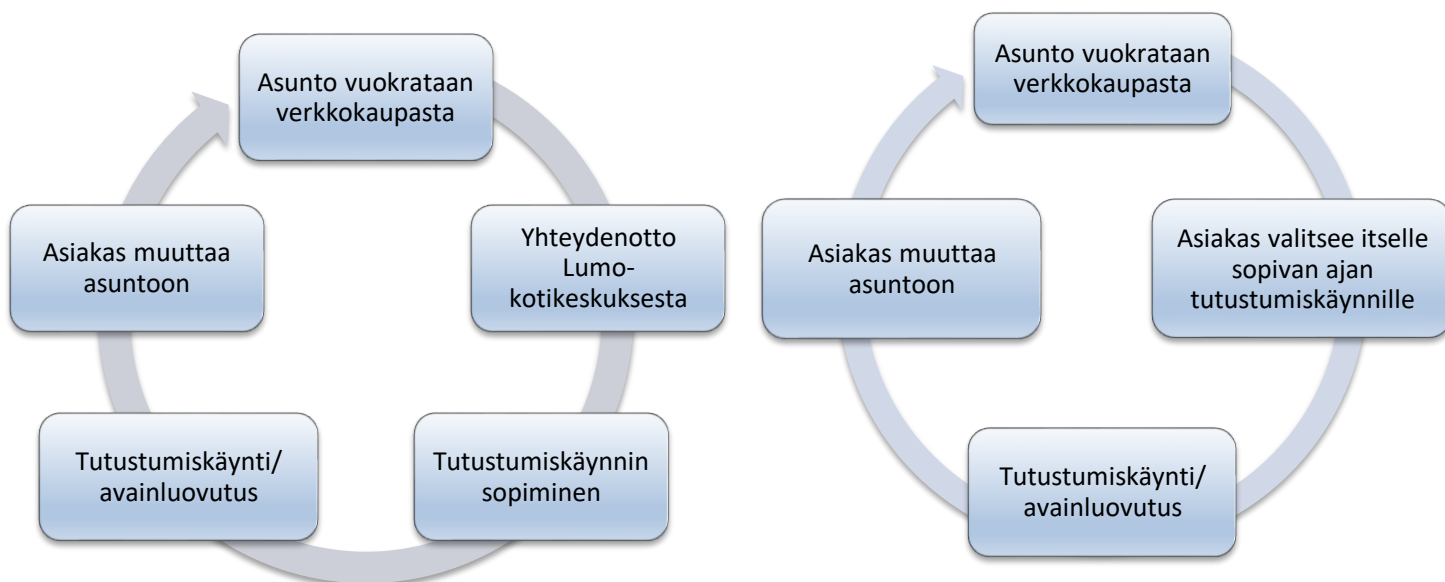 Asunto vuokrataan
verkkokaupasta
Yhteydenotto
Lumo-
kotikeskuksesta
Tutustumiskäynnin
sopiminen
Tutustumiskäynti/
avainluovutus
Asiakas muuttaa
asuntoon
Asunto vuokrataan
verkkokaupasta
Asiakas valitsee itselle
sopivan ajan
tutustumiskäynnille
Tutustumiskäynti/
avainluovutus
Asiakas muuttaa
asuntoon